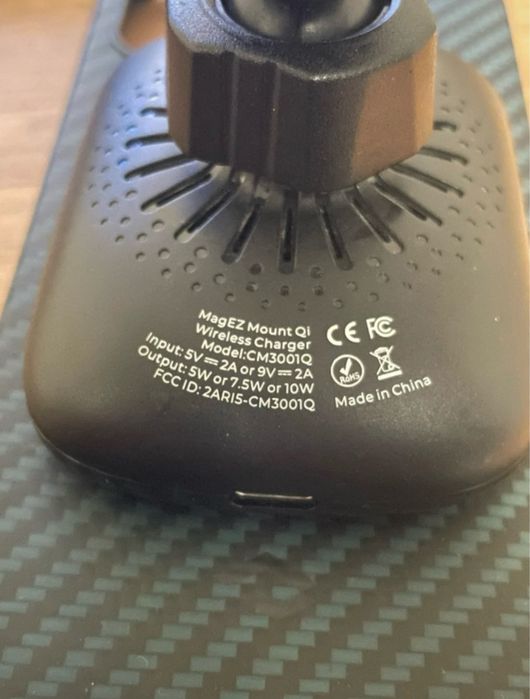 MagEZ Mount Qi
Wireless Charger
Model:CM3001Q
Input: 5V⎓2A or 9V⎓2A
Output: 5W or 7.5W or 10W
FCC ID: 2ARI5-CM3001Q
CE FC
RoHS
Made in China